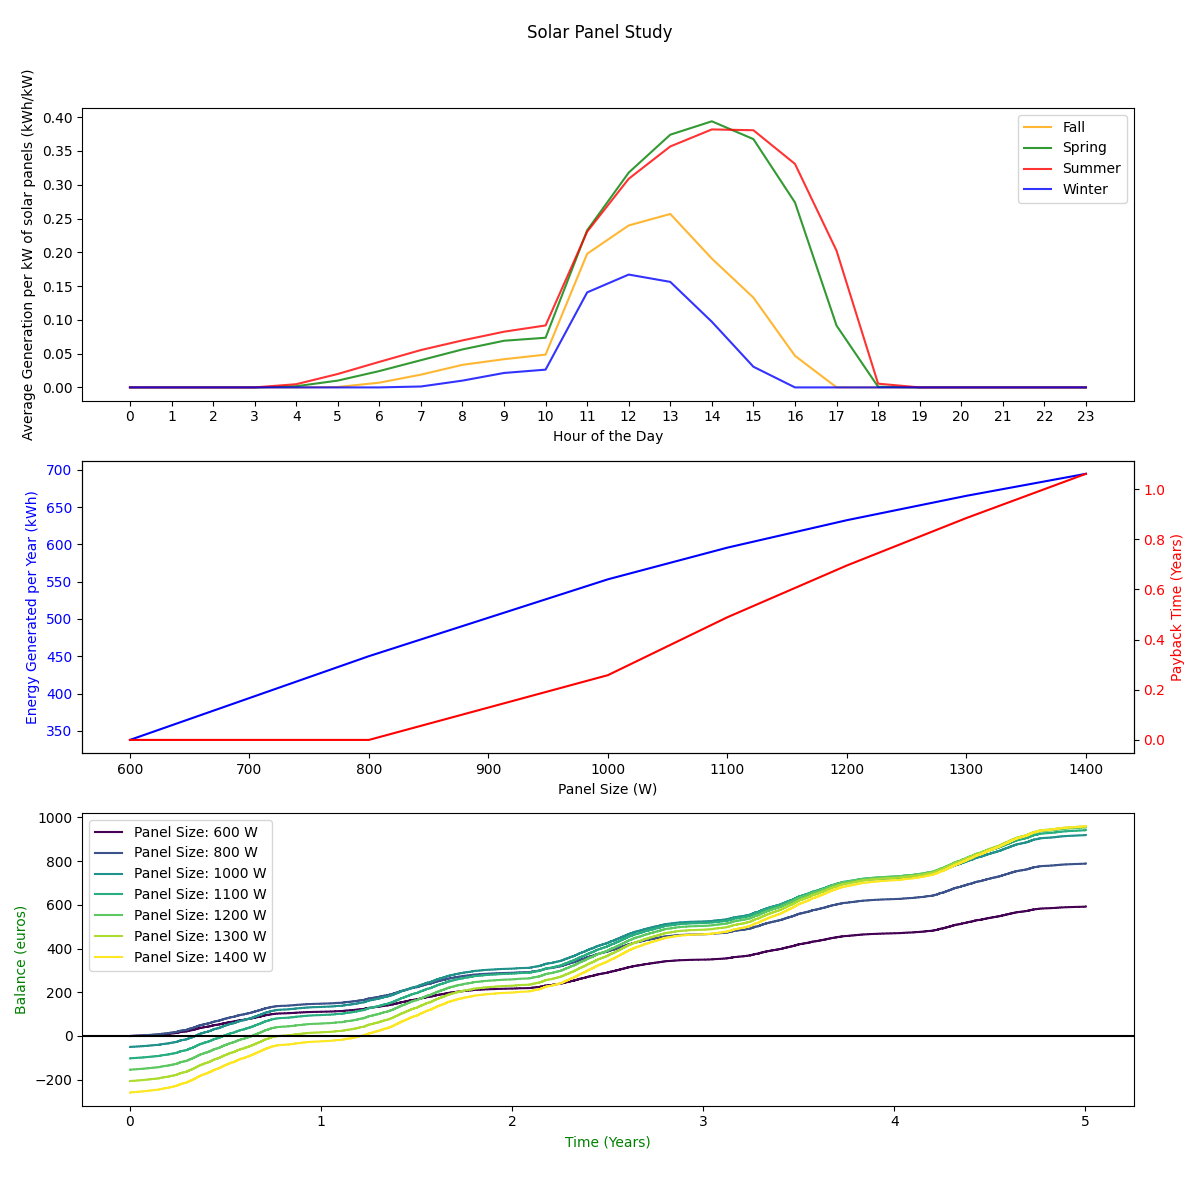 Solar Panel Study
Average Generation per kW of solar panels (kWh/kW)
0.40
0.35
0.30
0.25
0.20
0.15
0.10
0.05
0.00
Fall
Spring
Summer
Winter
0 1 2 3 4 5 6 7 8 9 10 11 12 13 14 15 16 17 18 19 20 21 22 23
Hour of the Day
Energy Generated per Year (kWh)
700
650
600
550
500
450
400
350
1.0
0.8
0.6
0.4
0.2
0.0
Payback Time (Years)
600 700 800 900 1000 1100 1200 1300 1400
Panel Size (W)
Balance (euros)
1000
800
600
400
200
0
−200
Panel Size: 600 W
Panel Size: 800 W
Panel Size: 1000 W
Panel Size: 1100 W
Panel Size: 1200 W
Panel Size: 1300 W
Panel Size: 1400 W
0 1 2 3 4 5
Time (Years)